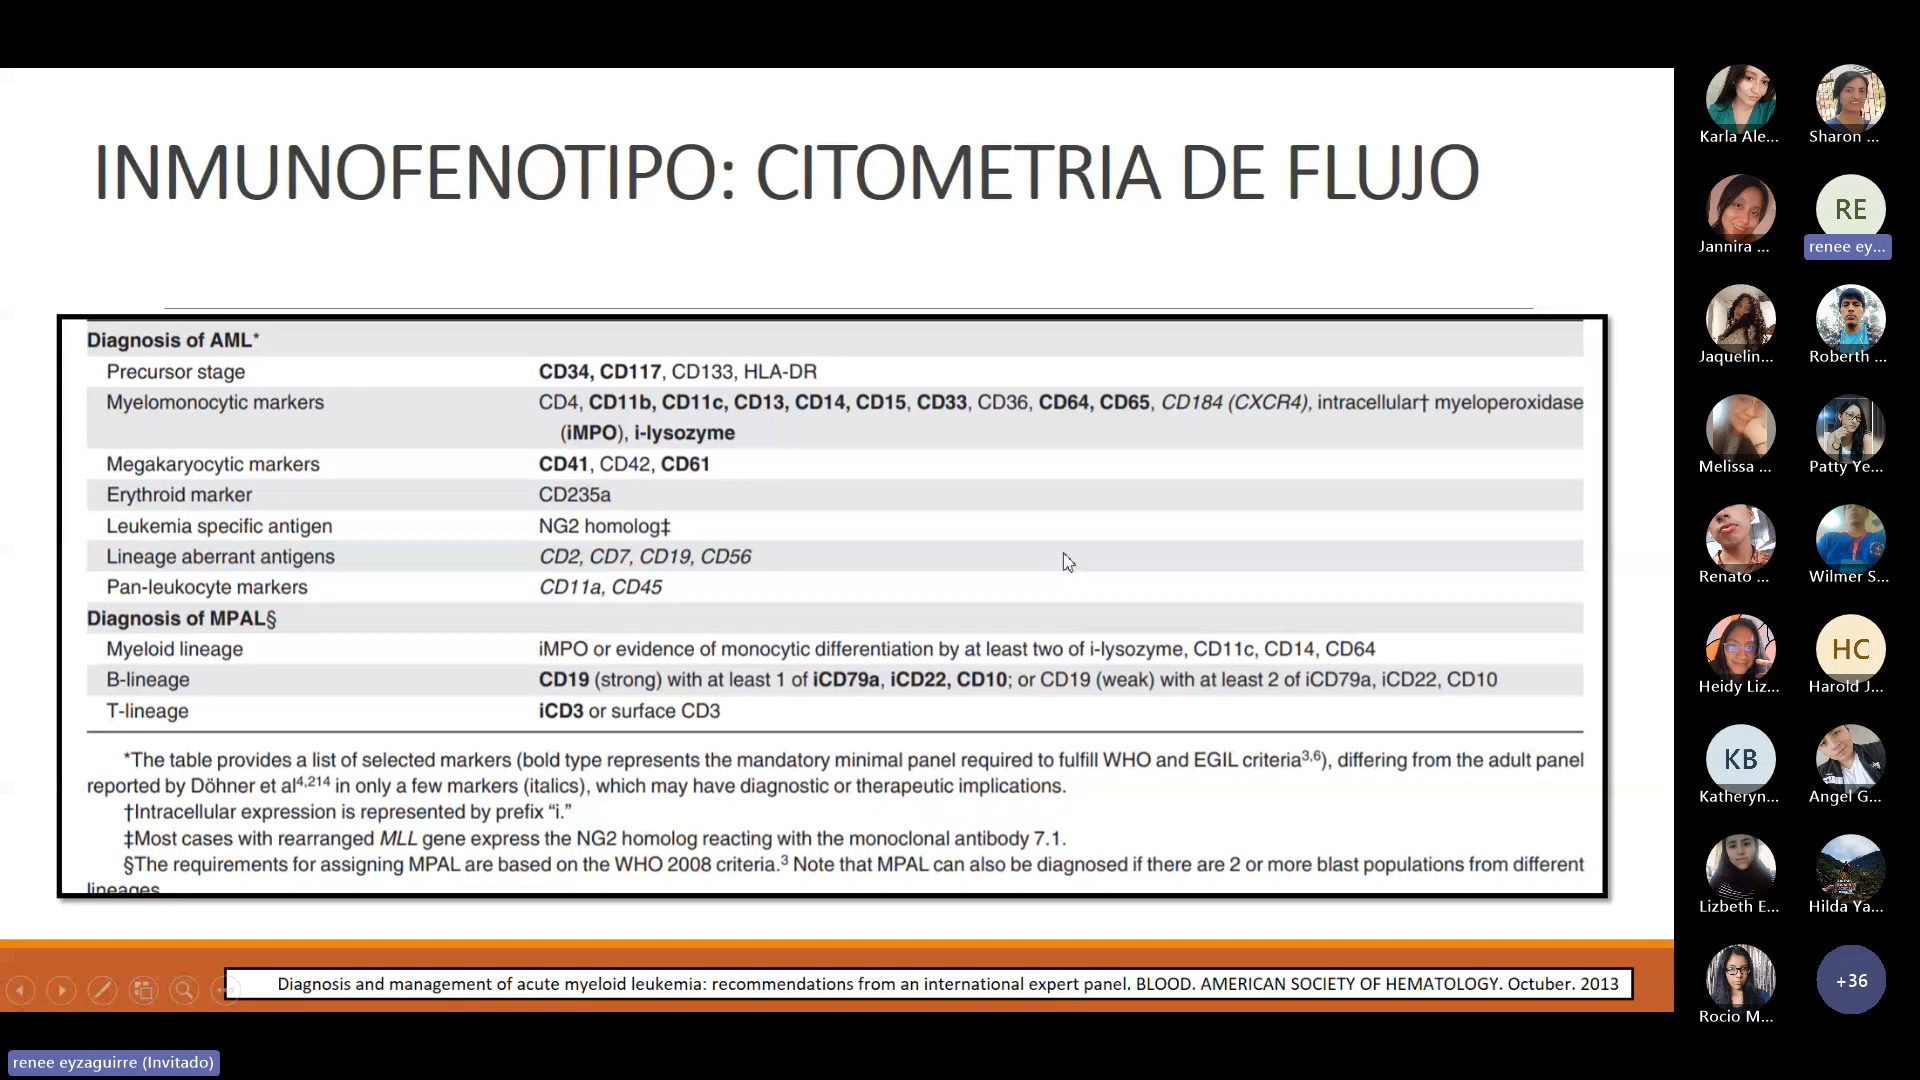 INMUNOFENOTIPO: CITOMETRIA DE FLUJO
Diagnosis of AML*
Precursor stage CD34, CD117, CD133, HLA-DR
Myelomonocytic markers CD4, CD11b, CD11c, CD13, CD14, CD15, CD33, CD36, CD64, CD65, CD184 (CXCR4), intracellular† myeloperoxidase
(iMPO), i-lysozyme
Megakaryocytic markers CD41, CD42, CD61
Erythroid marker CD235a
Leukemia specific antigen NG2 homolog‡
Lineage aberrant antigens CD2, CD7, CD19, CD56
Pan-leukocyte markers CD11a, CD45
Diagnosis of MPAL§
Myeloid lineage iMPO or evidence of monocytic differentiation by at least two of i-lysozyme, CD11c, CD14, CD64
B-lineage CD19 (strong) with at least 1 of iCD79a, iCD22, CD10; or CD19 (weak) with at least 2 of iCD79a, iCD22, CD10
T-lineage iCD3 or surface CD3
*The table provides a list of selected markers (bold type represents the mandatory minimal panel required to fulfill WHO and EGIL criteria3,6), differing from the adult panel
reported by Döhner et al4,214 in only a few markers (italics), which may have diagnostic or therapeutic implications.
†Intracellular expression is represented by prefix “i.”
‡Most cases with rearranged MLL gene express the NG2 homolog reacting with the monoclonal antibody 7.1.
§The requirements for assigning MPAL are based on the WHO 2008 criteria.3 Note that MPAL can also be diagnosed if there are 2 or more blast populations from different
lineages
Diagnosis and management of acute myeloid leukemia: recommendations from an international expert panel. BLOOD. AMERICAN SOCIETY OF HEMATOLOGY. Octuber. 2013
renee eyzaguirre (Invitado)
Karla Ale...
Sharon ...
Jannira ...
RE
renee ey...
Jaquelin...
Roberth ...
Melissa ...
Patty Ye...
Renato ...
Wilmer S...
Heidy Liz...
HC
Harold J...
KB
Katheryn...
Angel G...
Lizbeth E...
Hilda Ya...
Rocio M...
+36